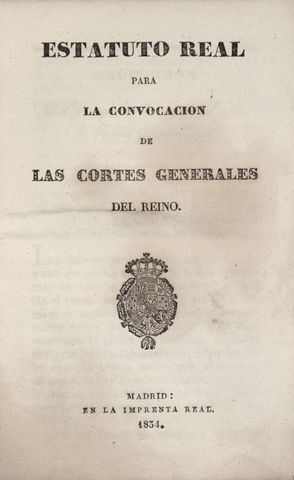 ESTATUTO REAL
PARA
LA CONVOCACION
DE
LAS CORTES GENERALES
DEL REINO.
MADRID:
EN LA IMPRENTA REAL.
1834.